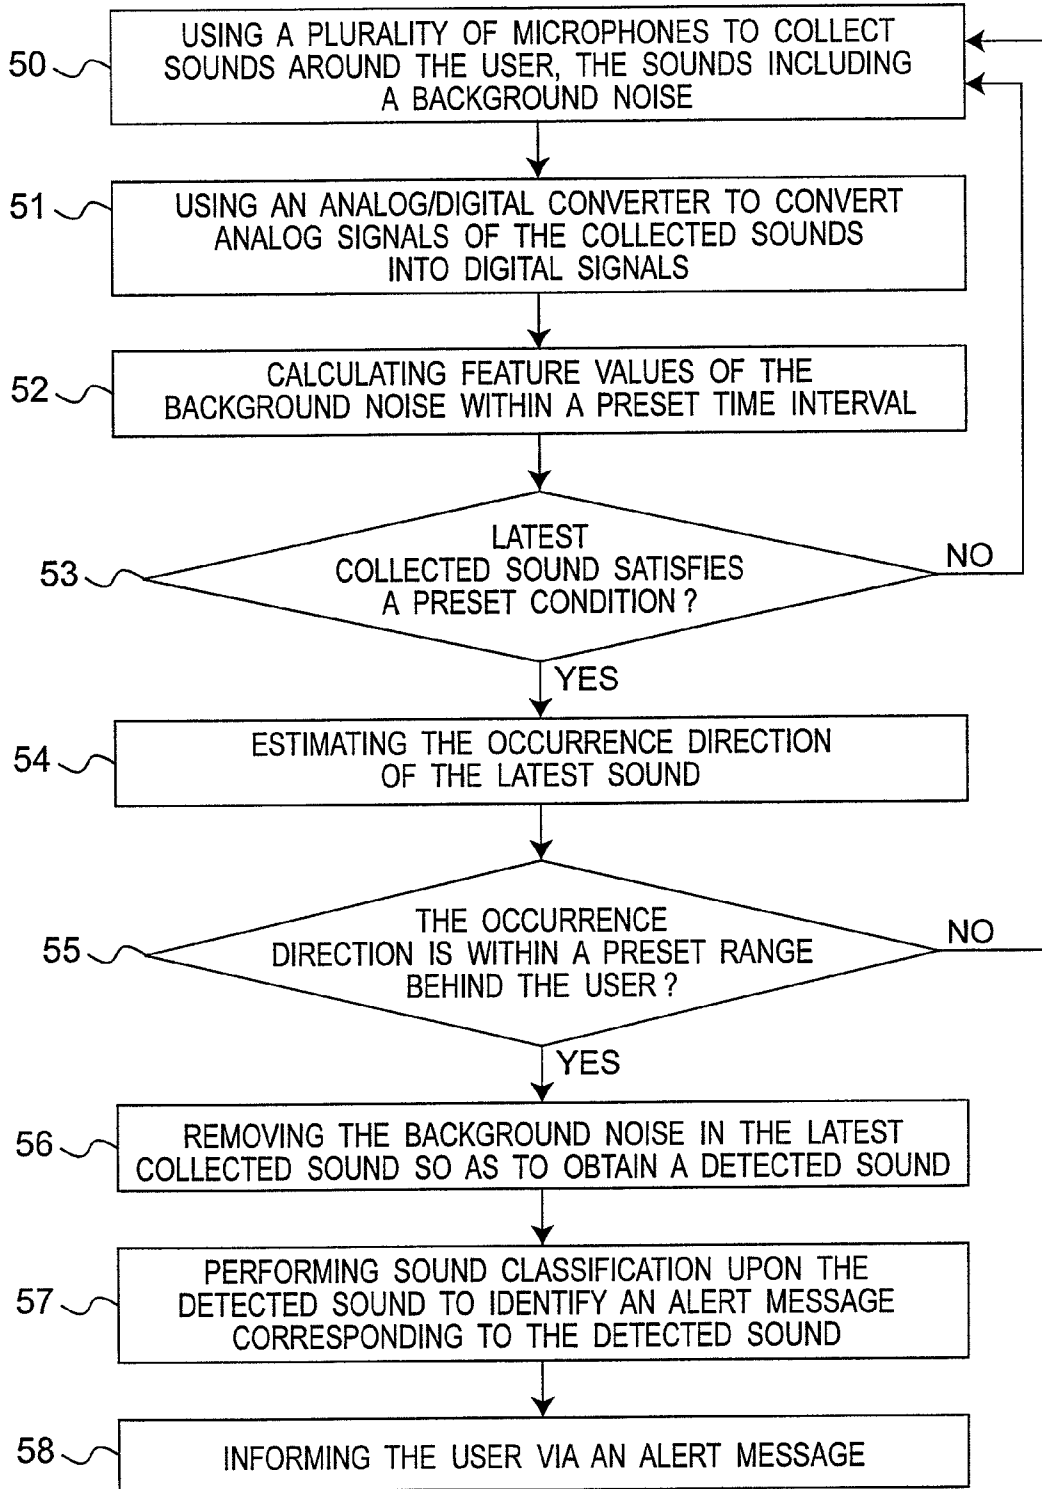 50
USING A PLURALITY OF MICROPHONES TO COLLECT
SOUNDS AROUND THE USER, THE SOUNDS INCLUDING
A BACKGROUND NOISE
51
USING AN ANALOG/DIGITAL CONVERTER TO CONVERT
ANALOG SIGNALS OF THE COLLECTED SOUNDS
INTO DIGITAL SIGNALS
52
CALCULATING FEATURE VALUES OF THE
BACKGROUND NOISE WITHIN A PRESET TIME INTERVAL
53
LATEST
COLLECTED SOUND SATISFIES
A PRESET CONDITION ?
NO
YES
54
ESTIMATING THE OCCURRENCE DIRECTION
OF THE LATEST SOUND
55
THE OCCURRENCE
DIRECTION IS WITHIN A PRESET RANGE
BEHIND THE USER ?
NO
YES
56
REMOVING THE BACKGROUND NOISE IN THE LATEST
COLLECTED SOUND SO AS TO OBTAIN A DETECTED SOUND
57
PERFORMING SOUND CLASSIFICATION UPON THE
DETECTED SOUND TO IDENTIFY AN ALERT MESSAGE
CORRESPONDING TO THE DETECTED SOUND
58
INFORMING THE USER VIA AN ALERT MESSAGE